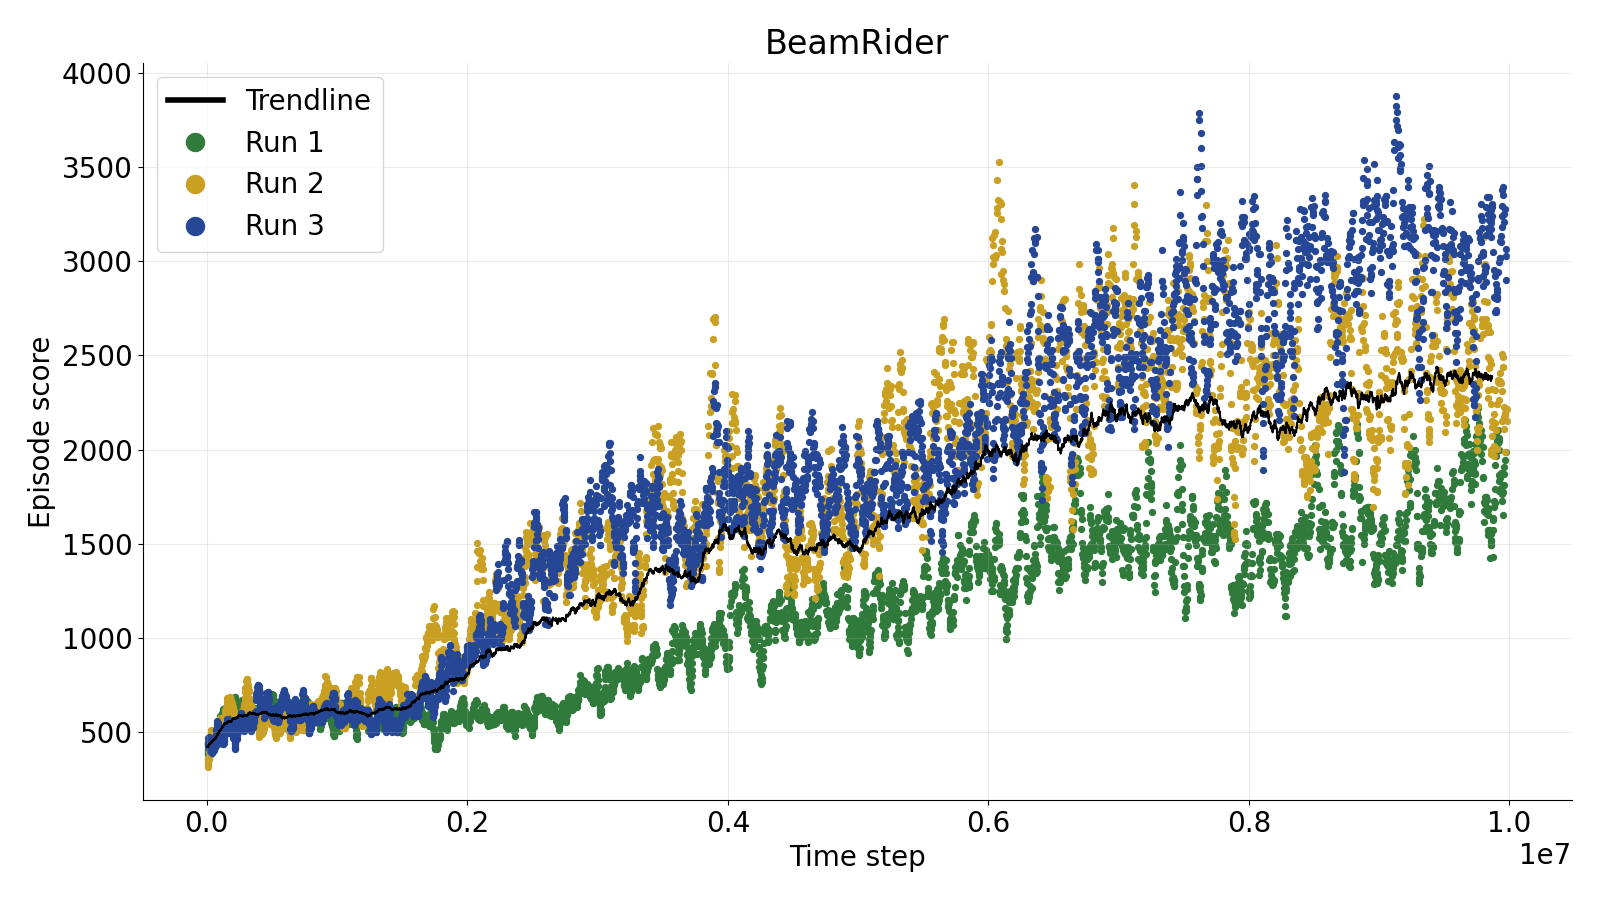 BeamRider
4000
3500
3000
2500
2000
1500
1000
500
Episode score
Trendline
Run 1
Run 2
Run 3
0.0 0.2 0.4 0.6 0.8 1.0
1e7
Time step